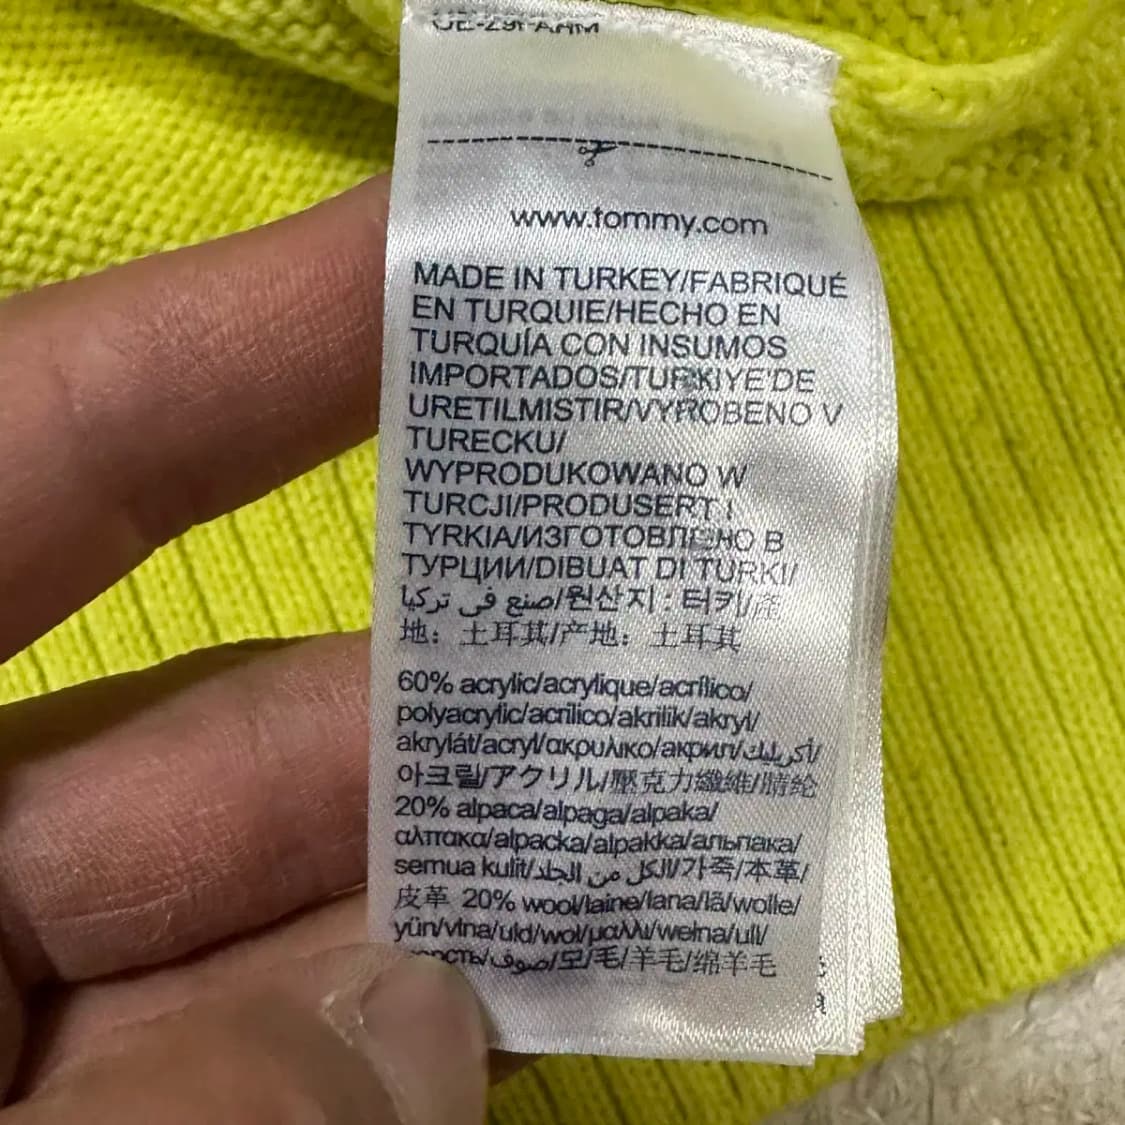 www.tommy.com
MADE IN TURKEY/FABRIQUÉ
EN TURQUIE/HECHO EN
TURQUÍA CON INSUMOS
IMPORTADOS/TURKIYE'DE
URETILMISTIR/VYROBENO V
TURECKU/
WYPRODUKOWANO W
TURCJI/PRODUSERT I
TYRKIA/ИЗГОТОВЛЕНО В
ТУРЦИИ/DIBUAT DI TURKI/
صنع في تركيا/원산지: 터키/産
地: 土耳其/产地: 土耳其
60% acrylic/acrylique/acrílico/
polyacrylic/acrilico/akrilik/akryl/
akrylát/acryl/ακρυλικο/акрил/أكريليك/
아크릴/アクリル/壓克力纖維/腈纶
20% alpaca/alpaga/alpaka/
αλπακα/alpacka/alpakka/альпака/
semua kulit/الكل من الجلد/가죽/本革/
皮革 20% wool/laine/lana/lã/wolle/
yün/vlna/uld/wol/μαλλι/wełna/ull/
صوف/모/毛/羊毛/绵羊毛